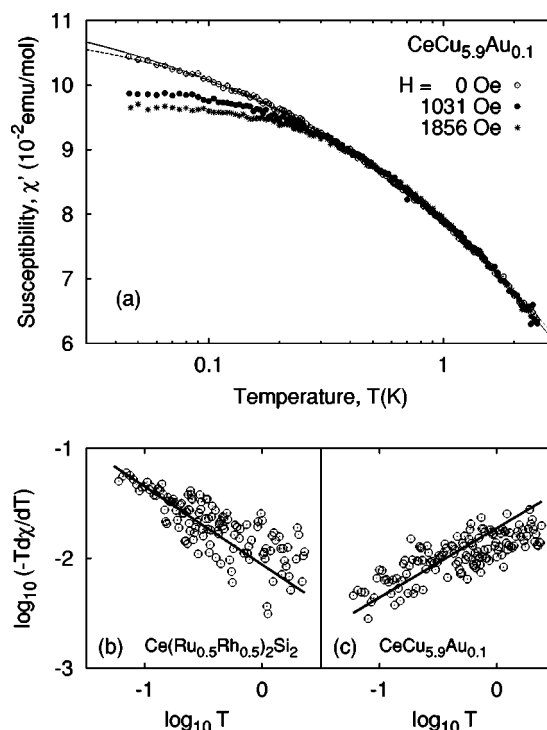 11
10
9
8
7
6
Susceptibility, χ' (10⁻²emu/mol)
CeCu₅.₉Au₀.₁
H = 0 Oe
1031 Oe
1856 Oe
(a)
0.1 1
Temperature, T(K)
-1
-2
-3
log₁₀ (-Tdχ/dT)
(b) Ce(Ru₀.₅Rh₀.₅)₂Si₂
(c) CeCu₅.₉Au₀.₁
-1 0 -1 0
log₁₀ T log₁₀ T